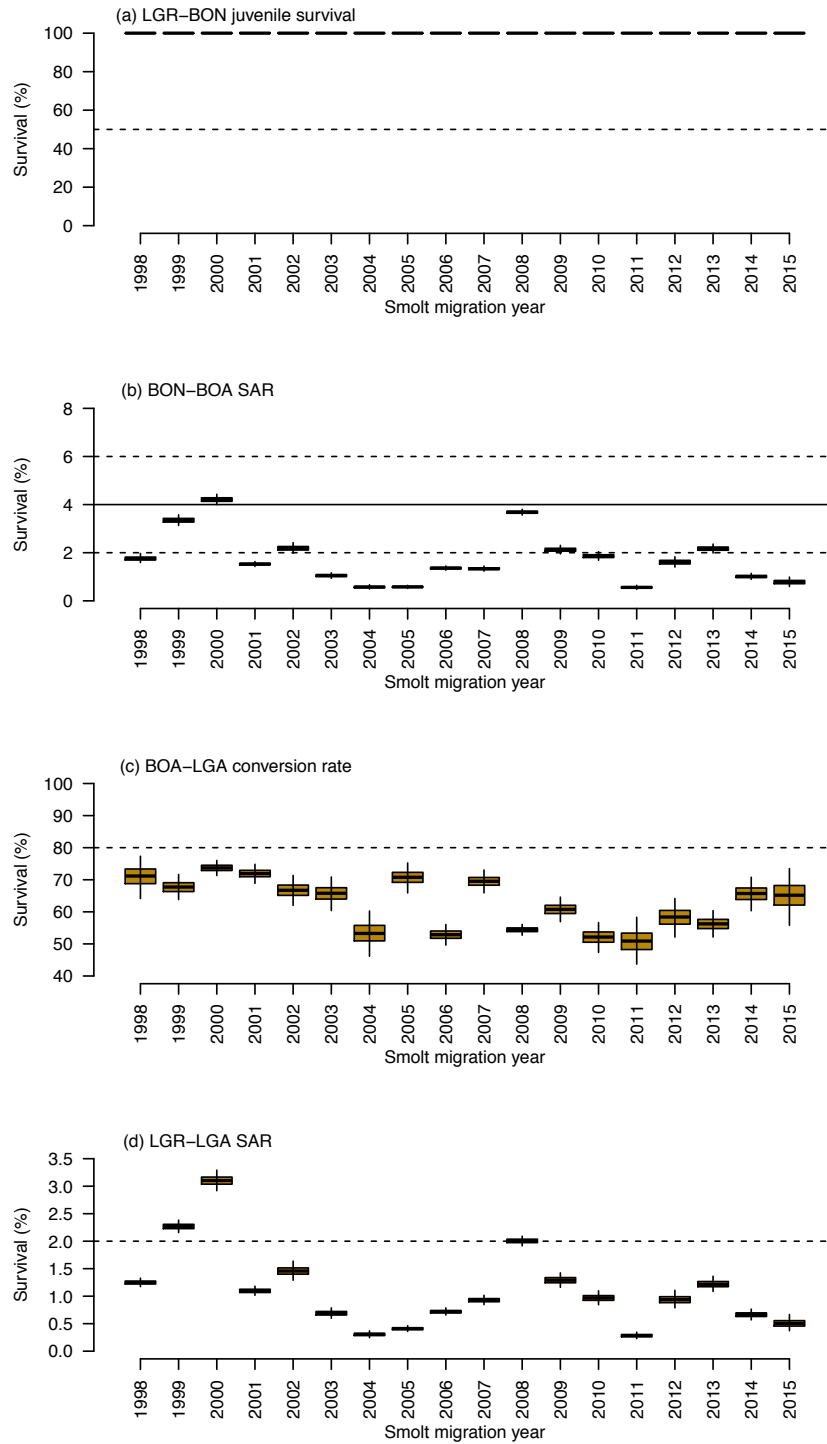 (a) LGR−BON juvenile survival
Survival (%)
100
80
60
40
20
0
1998 1999 2000 2001 2002 2003 2004 2005 2006 2007 2008 2009 2010 2011 2012 2013 2014 2015
Smolt migration year
(b) BON−BOA SAR
Survival (%)
8
6
4
2
0
1998 1999 2000 2001 2002 2003 2004 2005 2006 2007 2008 2009 2010 2011 2012 2013 2014 2015
Smolt migration year
(c) BOA−LGA conversion rate
Survival (%)
100
90
80
70
60
50
40
1998 1999 2000 2001 2002 2003 2004 2005 2006 2007 2008 2009 2010 2011 2012 2013 2014 2015
Smolt migration year
(d) LGR−LGA SAR
Survival (%)
3.5
3.0
2.5
2.0
1.5
1.0
0.5
0.0
1998 1999 2000 2001 2002 2003 2004 2005 2006 2007 2008 2009 2010 2011 2012 2013 2014 2015
Smolt migration year